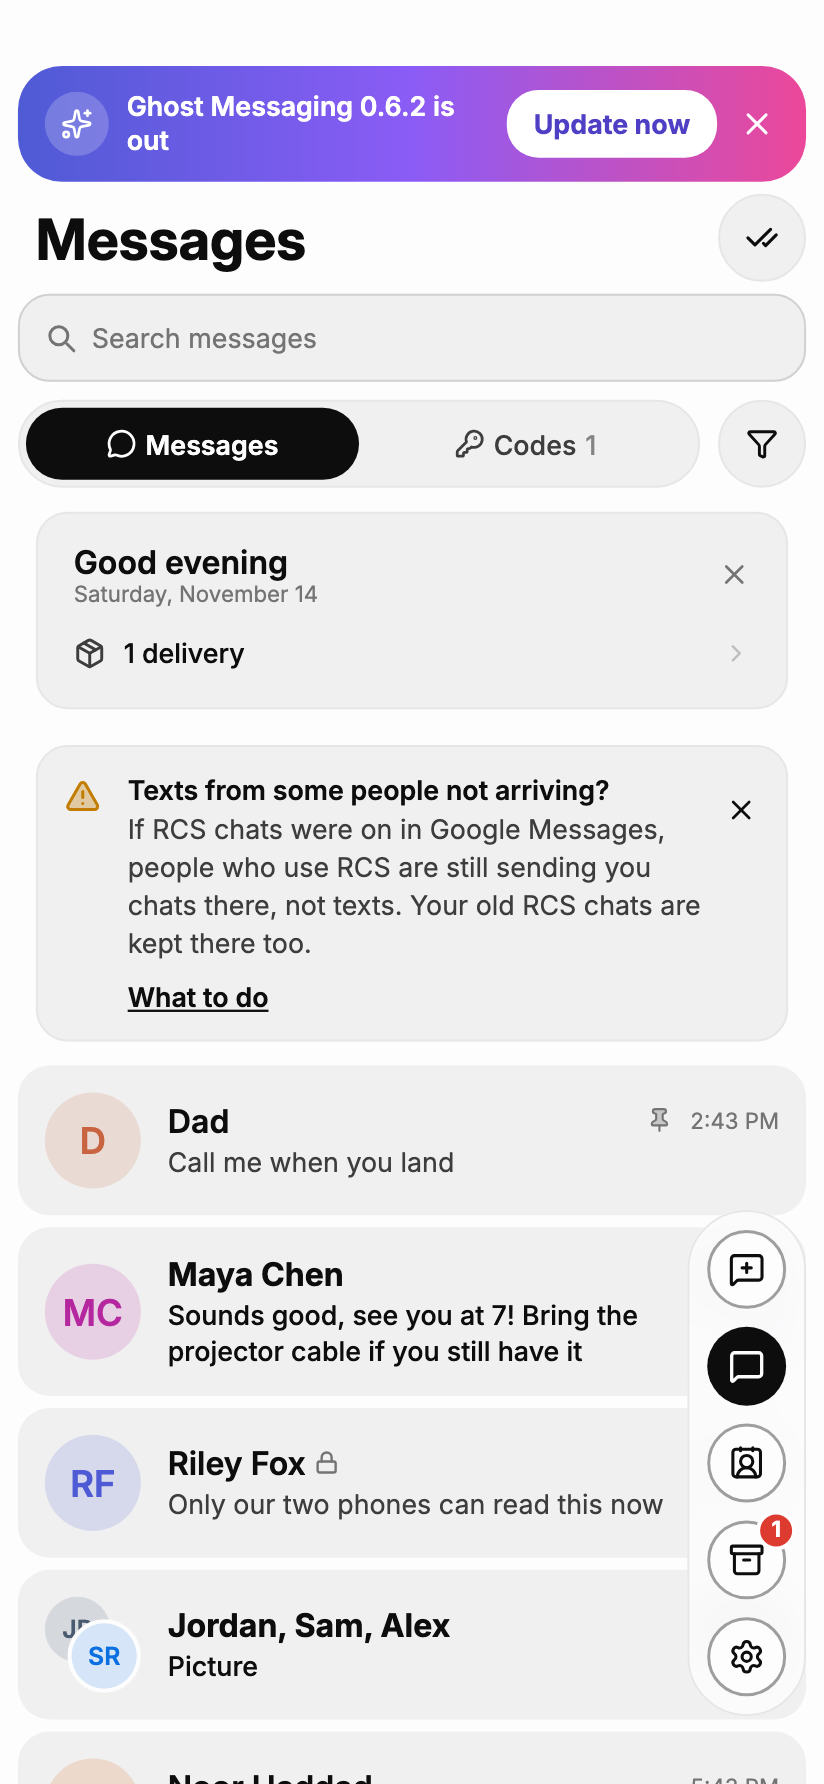 Ghost Messaging 0.6.2 is
out
Update now
Messages
Search messages
Messages
Codes 1
Good evening
Saturday, November 14
1 delivery
Texts from some people not arriving?
If RCS chats were on in Google Messages,
people who use RCS are still sending you
chats there, not texts. Your old RCS chats are
kept there too.
What to do
D
Dad
2:43 PM
Call me when you land
MC
Maya Chen
Sounds good, see you at 7! Bring the
projector cable if you still have it
RF
Riley Fox
Only our two phones can read this now
1
SR
Jordan, Sam, Alex
Picture
Noor Haddad
5:43 PM